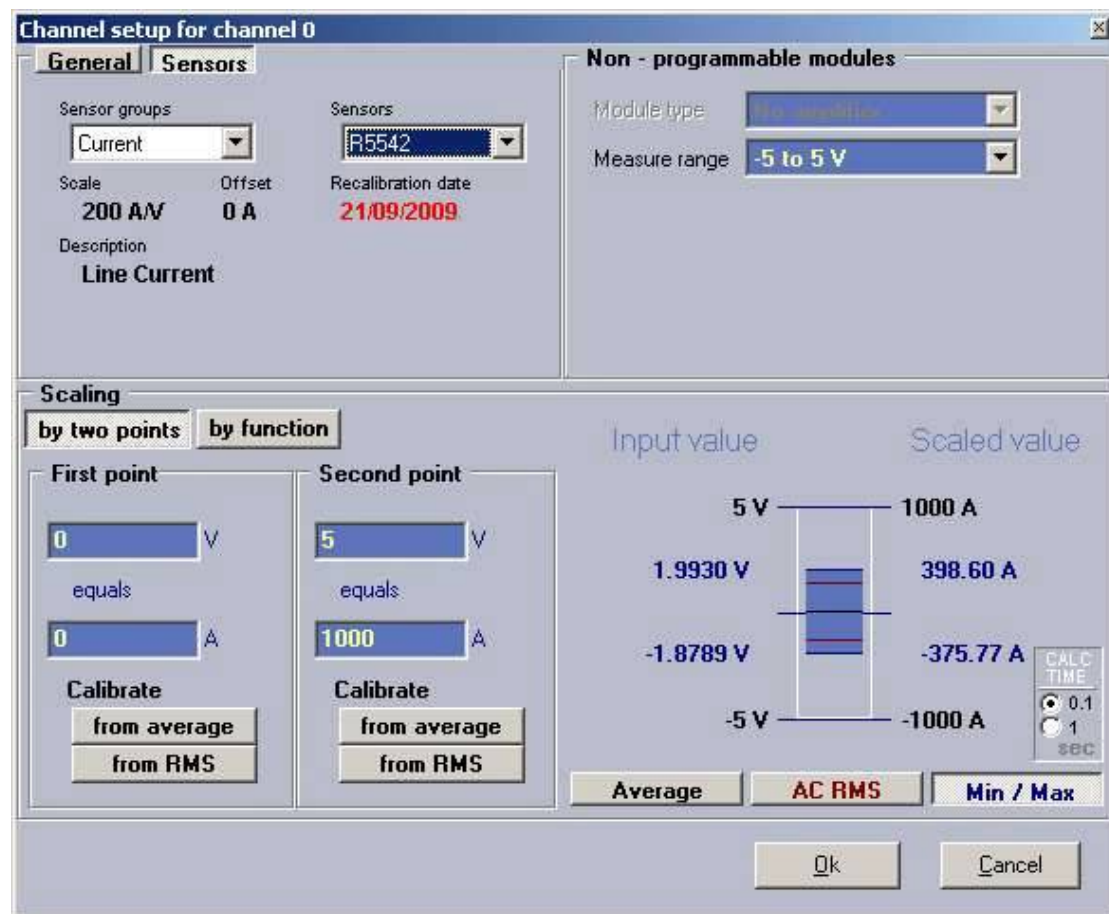 Channel setup for channel 0
General Sensors
Sensor groups Sensors
Current R5542
Scale Offset Recalibration date
200 A/V 0 A 21/09/2009
Description
Line Current
Non - programmable modules
Module type No amplifier
Measure range -5 to 5 V
Scaling
by two points by function
First point
0 V
equals
0 A
Calibrate
from average
from RMS
Second point
5 V
equals
1000 A
Calibrate
from average
from RMS
Input value Scaled value
5 V 1000 A
1.9930 V 398.60 A
-1.8789 V -375.77 A
-5 V -1000 A
CALC
TIME
0.1
1
sec
Average AC RMS Min / Max
Ok Cancel